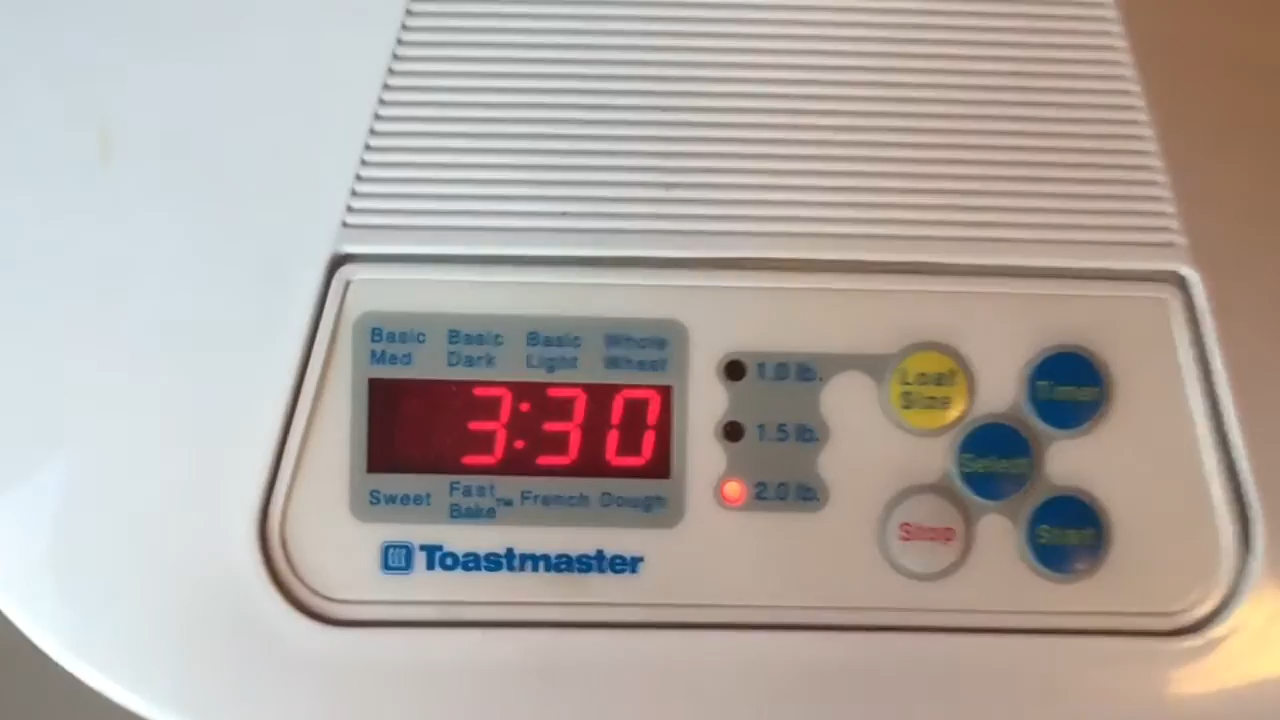 Basic Med
Basic Dark
Basic Light
Whole Wheat
3:30
Sweet
Fast Bake™
French
Dough
Toastmaster
1.0 lb.
1.5 lb.
2.0 lb.
Loaf Size
Timer
Select
Stop
Start